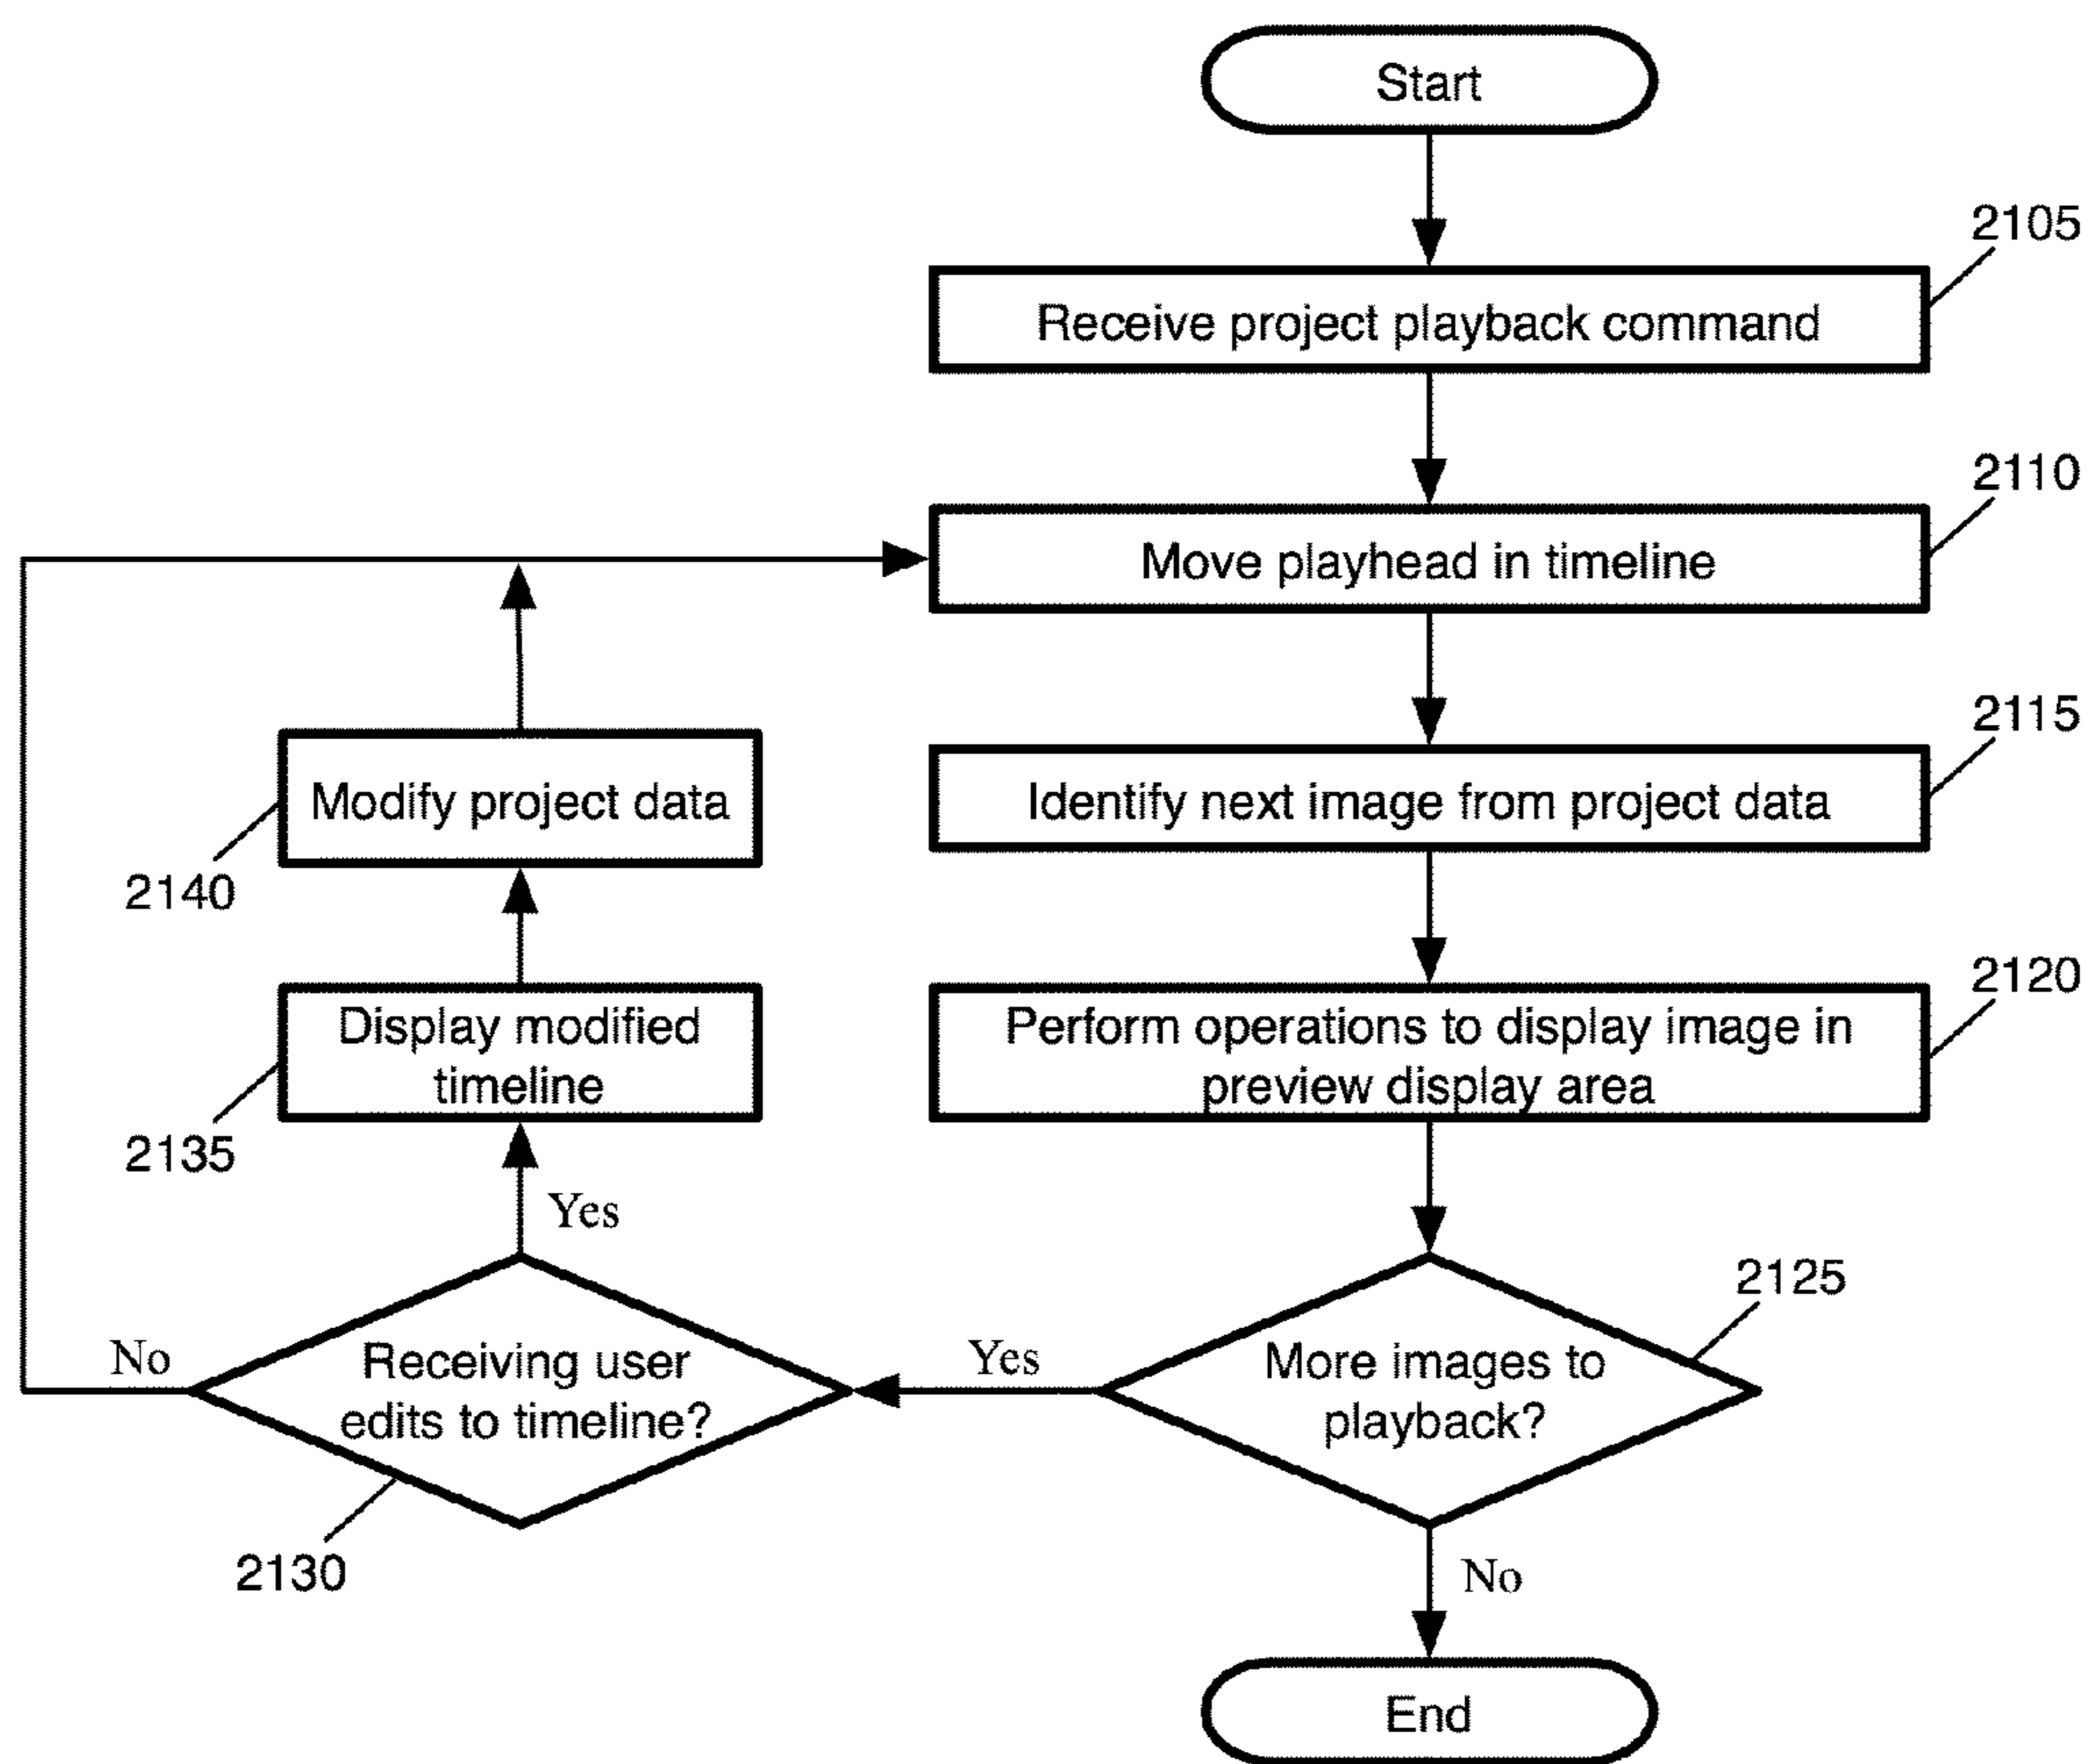 Start
2105
Receive project playback command
2110
Move playhead in timeline
2115
Identify next image from project data
Modify project data
2140
2120
Perform operations to display image in
preview display area
Display modified
timeline
2135
Yes
2125
More images to
playback?
Yes
Receiving user
edits to timeline?
No
2130
No
End